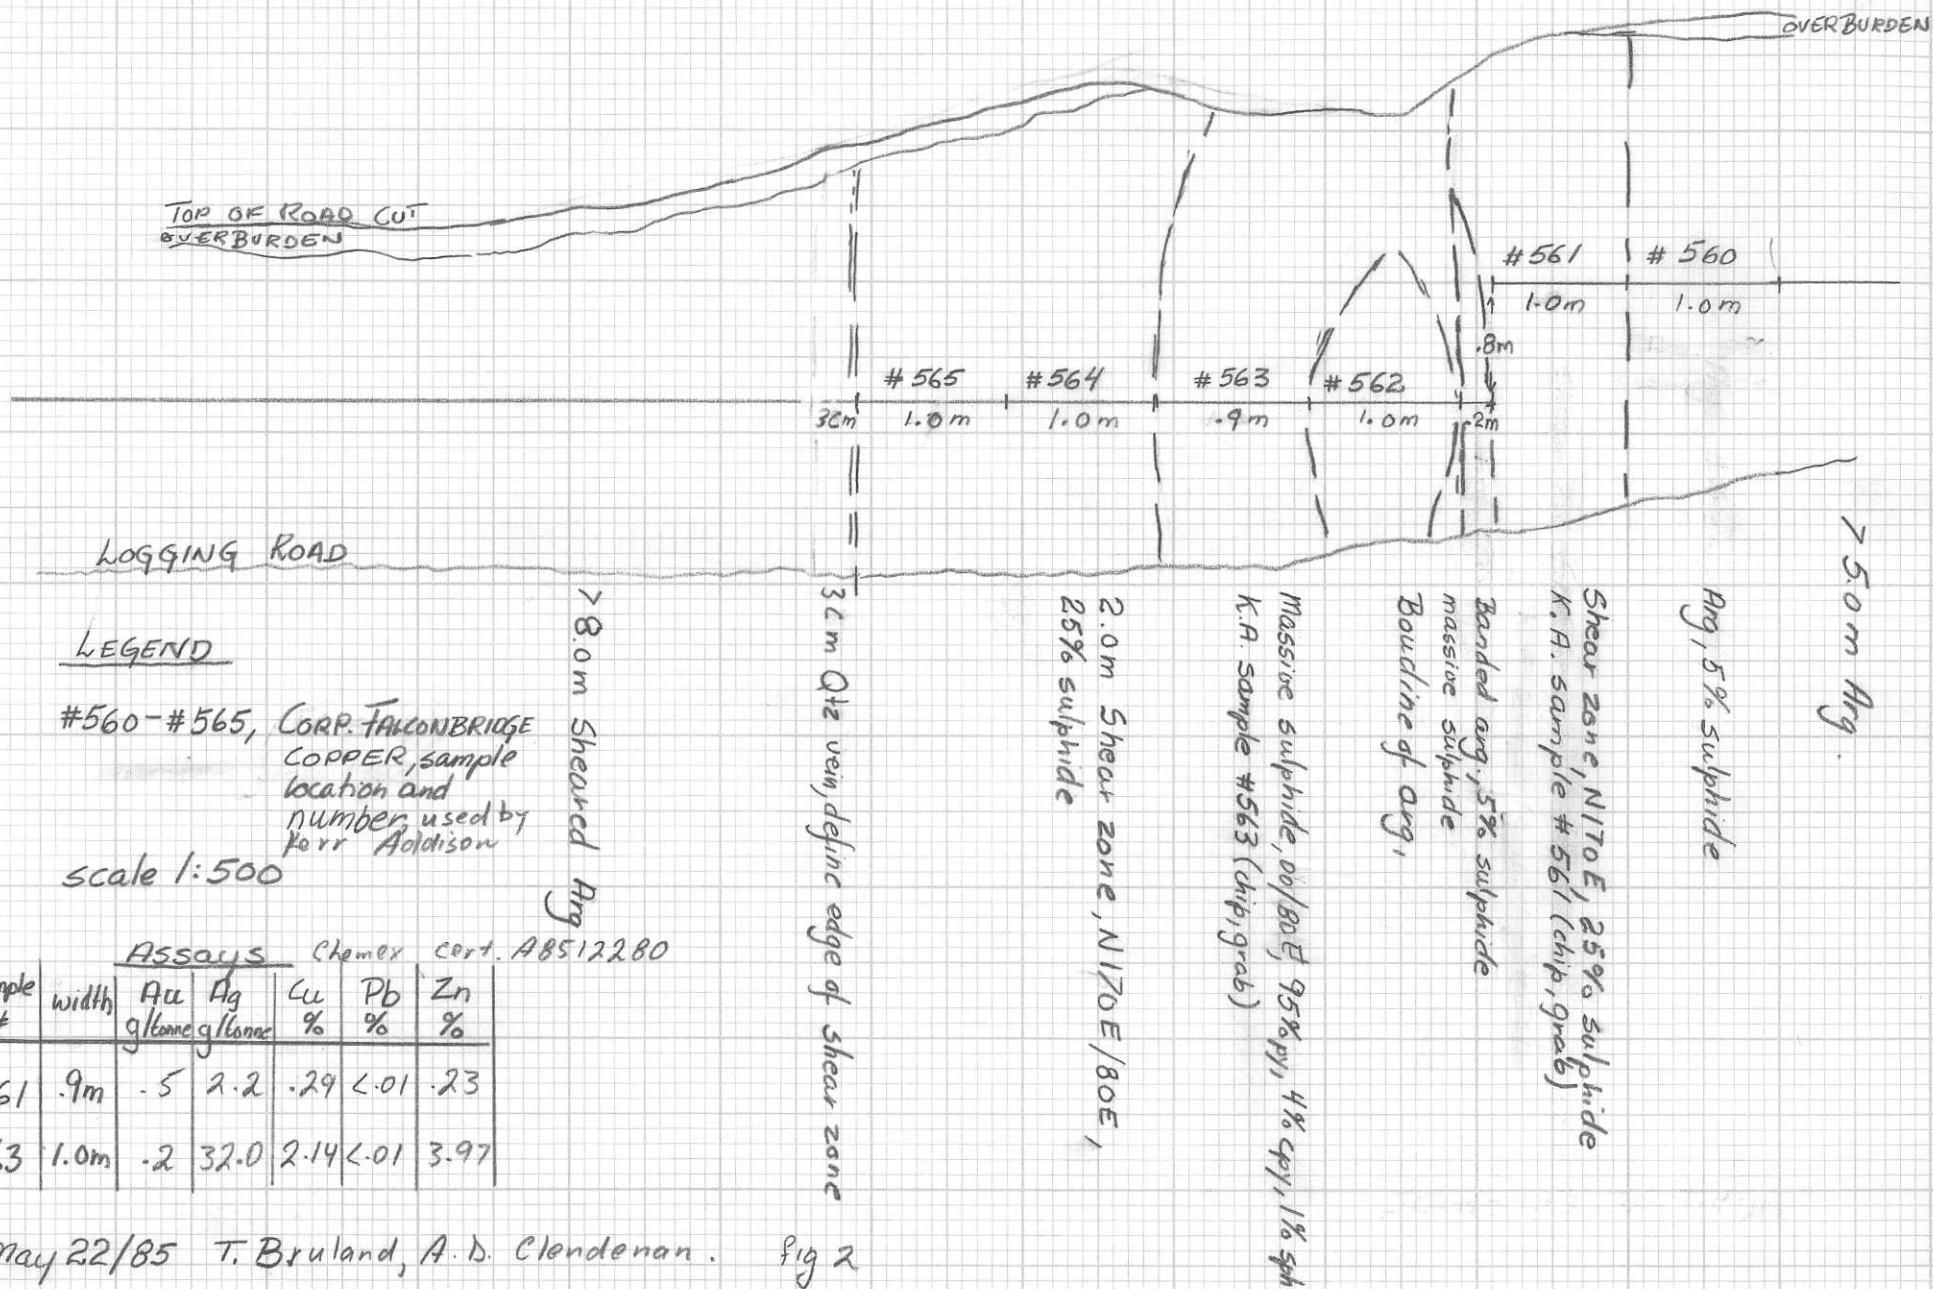 OVERBURDEN
TOP OF ROAD CUT
OVERBURDEN
#561
# 560
1.0m
1.0m
.8m
#565
#564
#563
#562
3cm
1.0m
1.0m
.9m
1.0m
.2m
LOGGING ROAD
>8.0m Sheared Arg
3cm Qtz vein, define edge of shear zone
2.0m Shear zone, N170E/80E,
25% sulphide
Massive sulphide, 00/80E, 95% py, 4% cpy, 1% sph
K.A. sample #563 (chip, grab)
Boudine of arg,
Banded arg, 5% sulphide
massive sulphide
Shear zone, N170E, 25% sulphide
K.A. sample #561 (chip, grab)
Arg, 5% sulphide
>5.0m Arg.
LEGEND
#560-#565, CORP. FALCONBRIDGE
COPPER, sample
location and
number, used by
Kerr Addison
scale 1:500
Assays Chemex cert. A8512280
mple width Au Ag Cu Pb Zn
# g/tonne g/tonne % % %
61 .9m .5 2.2 .29 <.01 .23
3 1.0m .2 32.0 2.14 <.01 3.97
May 22/85 T. Bruland, A.D. Clendenan. fig 2